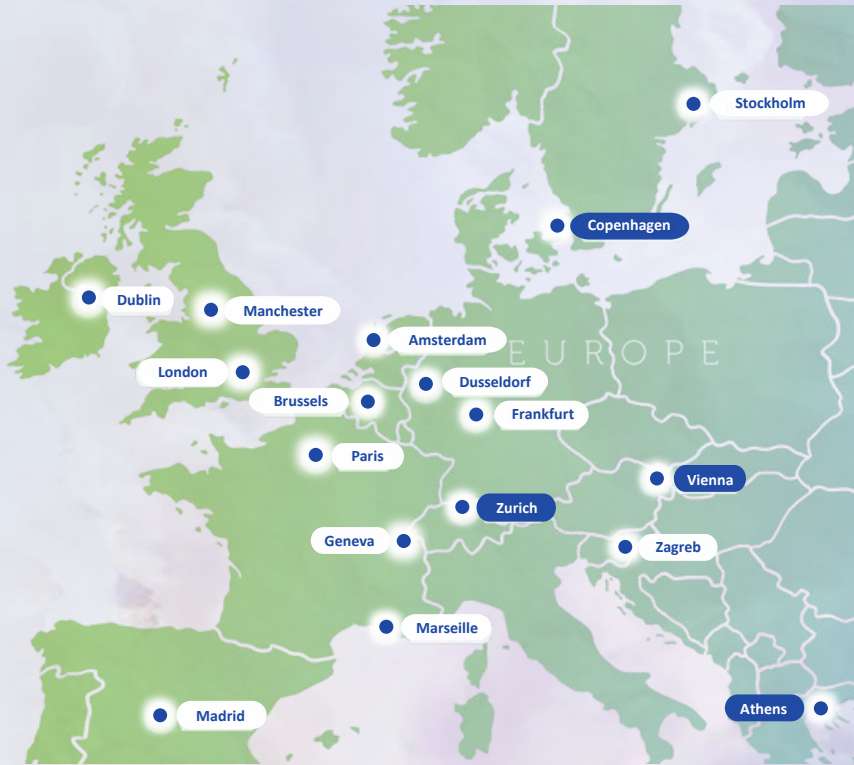 Stockholm
Copenhagen
Dublin
Manchester
Amsterdam
EUROPE
London
Dusseldorf
Brussels
Frankfurt
Paris
Vienna
Zurich
Geneva
Zagreb
Marseille
Athens
Madrid